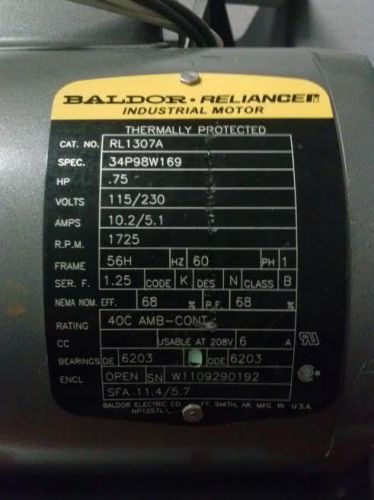 BALDOR • RELIANCE
INDUSTRIAL MOTOR
THERMALLY PROTECTED
CAT. NO. RL1307A
SPEC. 34P98W169
HP .75
VOLTS 115/230
AMPS 10.2/5.1
R.P.M. 1725
FRAME 56H HZ 60 PH 1
SER. F. 1.25 CODE K DES N CLASS B
NEMA NOM. EFF. 68 % P.F. 68 %
RATING 40C AMB-CONT
CC USABLE AT 208V 6 A
BEARINGS DE 6203 ODE 6203
ENCL OPEN SN W1109290192
SFA 11.4/5.7
BALDOR ELECTRIC CO. FT. SMITH, AR. MFG. IN U.S.A.
NP1257L